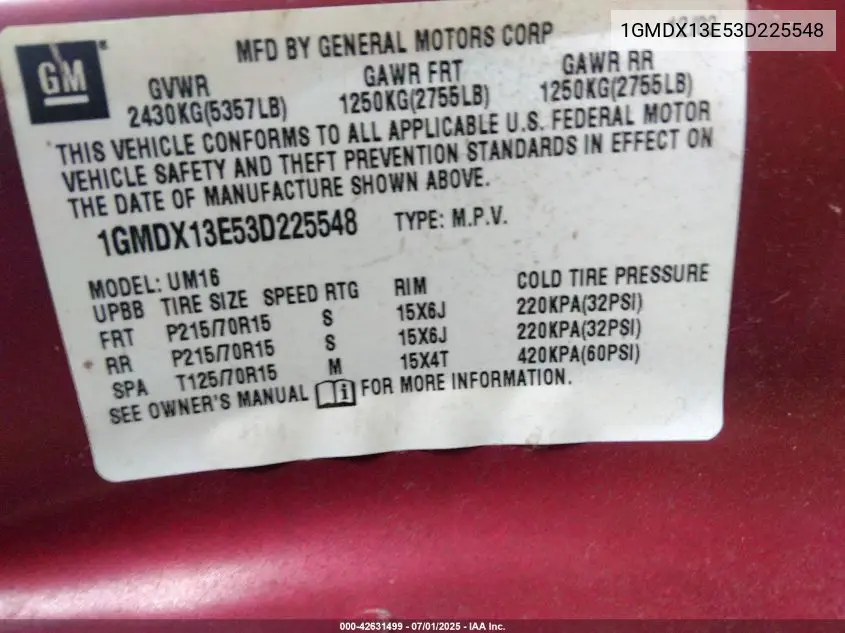 1GMDX13E53D225548
GM
MFD BY GENERAL MOTORS CORP
GVWR GAWR FRT GAWR RR
2430KG(5357LB) 1250KG(2755LB) 1250KG(2755LB)
THIS VEHICLE CONFORMS TO ALL APPLICABLE U.S. FEDERAL MOTOR
VEHICLE SAFETY AND THEFT PREVENTION STANDARDS IN EFFECT ON
THE DATE OF MANUFACTURE SHOWN ABOVE.
1GMDX13E53D225548 TYPE: M.P.V.
MODEL: UM16
UPBB TIRE SIZE SPEED RTG RIM COLD TIRE PRESSURE
FRT P215/70R15 S 15X6J 220KPA(32PSI)
RR P215/70R15 S 15X6J 220KPA(32PSI)
SPA T125/70R15 M 15X4T 420KPA(60PSI)
SEE OWNER'S MANUAL i FOR MORE INFORMATION.
000-42631499 - 07/01/2025 - IAA Inc.